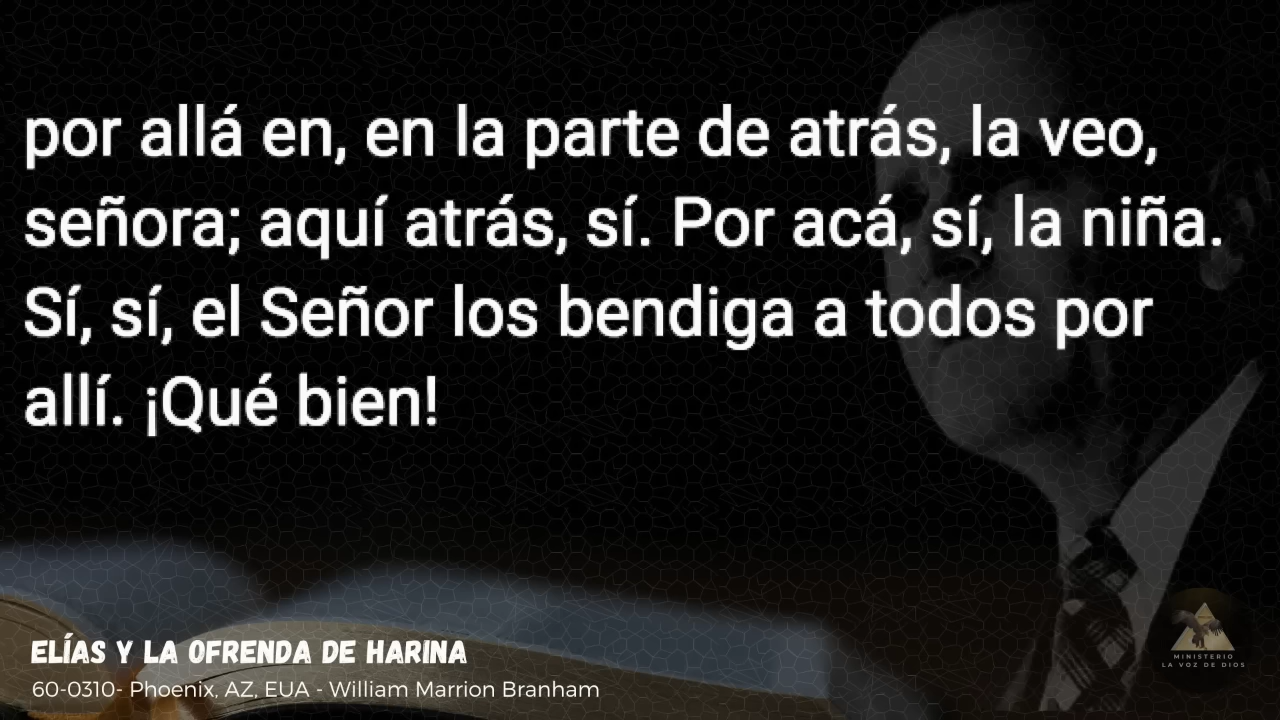 por allá en, en la parte de atrás, la veo,
señora; aquí atrás, sí. Por acá, sí, la niña.
Sí, sí, el Señor los bendiga a todos por
allí. ¡Qué bien!
ELÍAS Y LA OFRENDA DE HARINA
60-0310- Phoenix, AZ, EUA - William Marrion Branham
MINISTERIO
LA VOZ DE DIOS